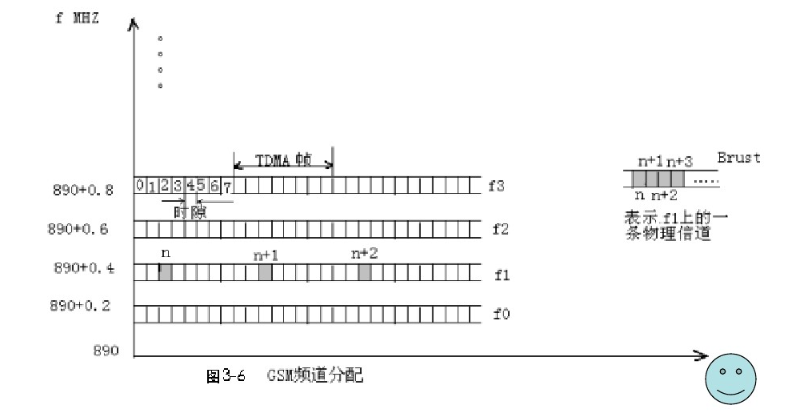 f MHZ
TDMA 帧
n+1 n+3 Brust
890+0.8 0 1 2 3 4 5 6 7 f3
n n+2
时隙
表示 f1上的一
条物理信道
890+0.6 f2
n n+1 n+2
890+0.4 f1
890+0.2 f0
890
图3-6 GSM频道分配